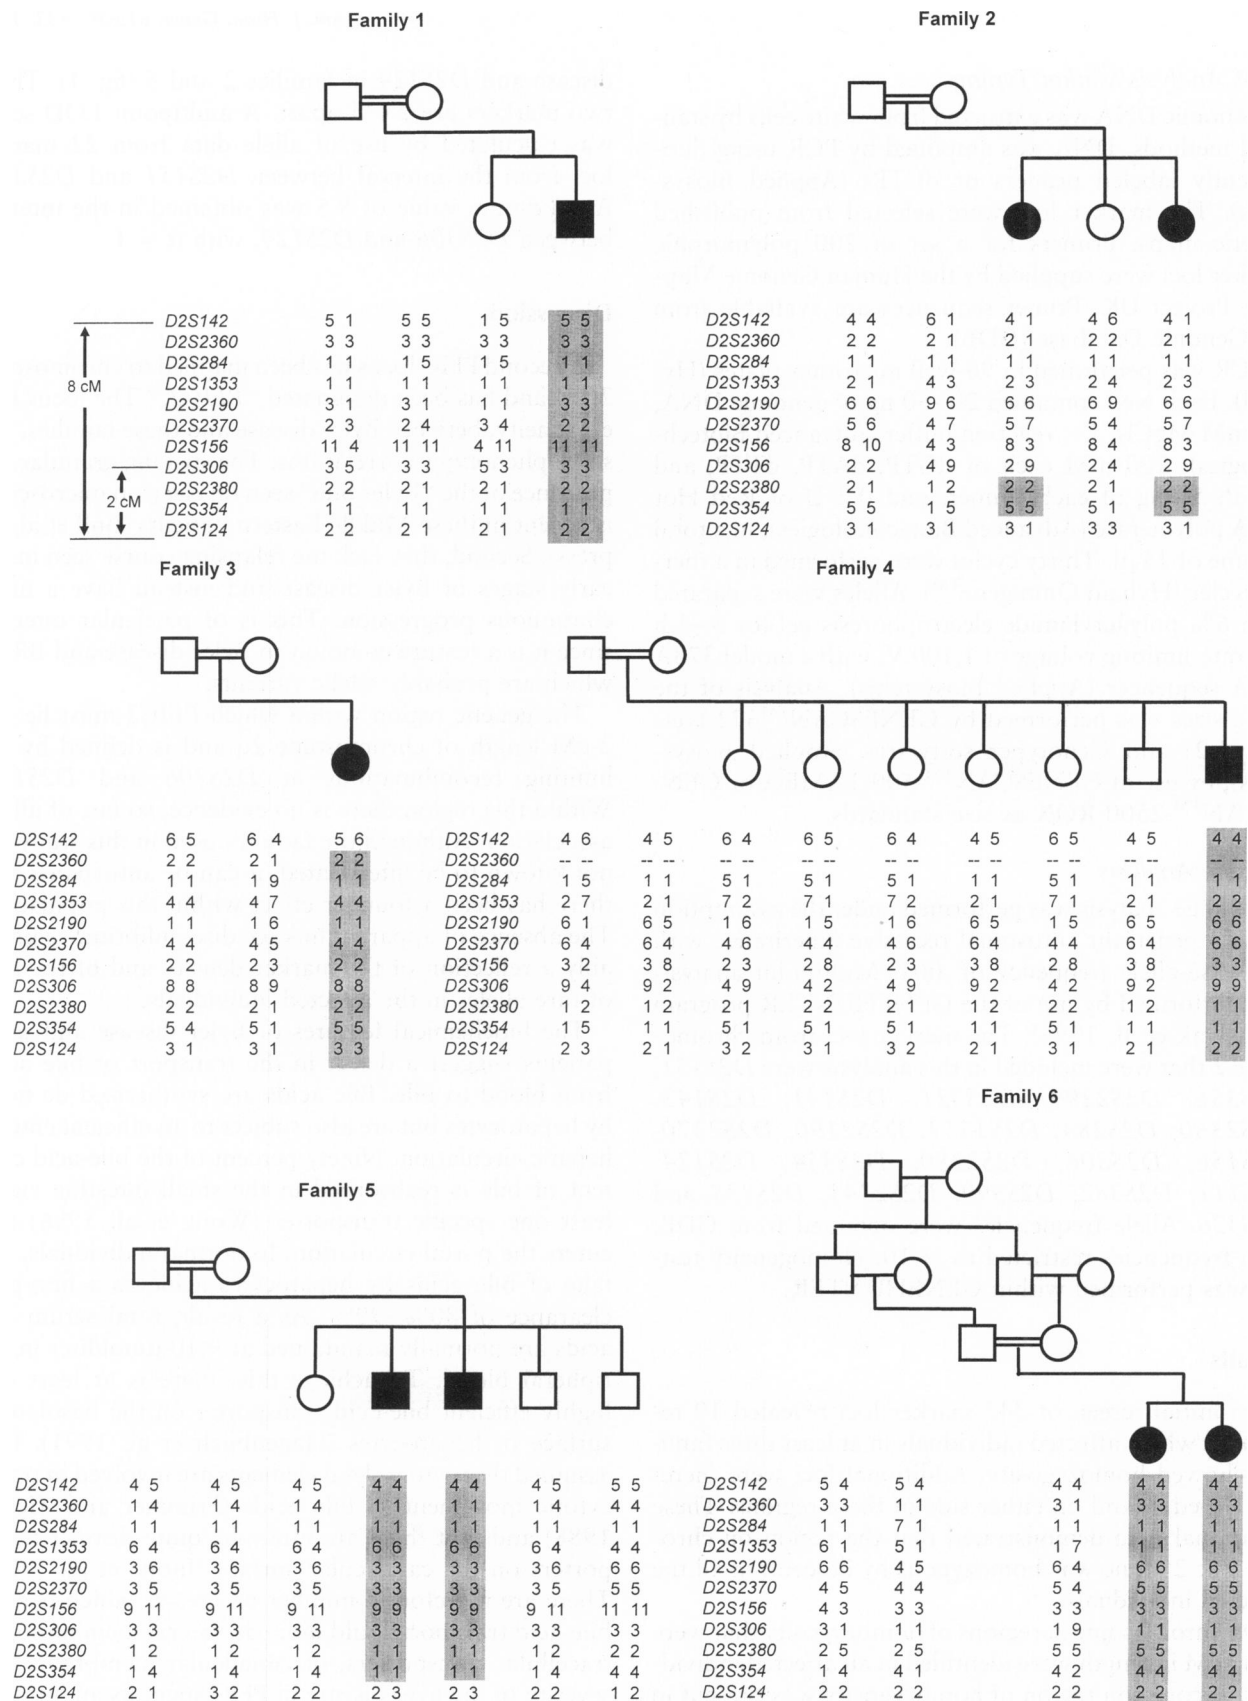 Family 1
Family 2
8 cM
2 cM
D2S142 5 1 5 5 1 5 5 5
D2S2360 3 3 3 3 3 3 3 3
D2S284 1 1 1 5 1 5 1 1
D2S1353 1 1 1 1 1 1 1 1
D2S2190 3 1 3 1 1 1 3 3
D2S2370 2 3 2 4 3 4 2 2
D2S156 11 4 11 11 4 11 11 11
D2S306 3 5 3 3 5 3 3 3
D2S2380 2 2 2 1 2 1 2 2
D2S354 1 1 1 1 1 1 1 1
D2S124 2 2 2 1 2 1 2 2
D2S142 4 4 6 1 4 1 4 6 4 1
D2S2360 2 2 2 1 2 1 2 2 2 1
D2S284 1 1 1 1 1 1 1 1 1 1
D2S1353 2 1 4 3 2 3 2 4 2 3
D2S2190 6 6 9 6 6 6 6 9 6 6
D2S2370 5 6 4 7 5 7 5 4 5 7
D2S156 8 10 4 3 8 3 8 4 8 3
D2S306 2 2 4 9 2 9 2 4 2 9
D2S2380 2 1 1 2 2 2 2 1 2 2
D2S354 5 5 1 5 5 5 5 1 5 5
D2S124 3 1 3 1 3 1 3 3 3 1
Family 3
Family 4
D2S142 6 5 6 4 5 6
D2S2360 2 2 2 1 2 2
D2S284 1 1 1 9 1 1
D2S1353 4 4 4 7 4 4
D2S2190 1 1 1 6 1 1
D2S2370 4 4 4 5 4 4
D2S156 2 2 2 3 2 2
D2S306 8 8 8 9 8 8
D2S2380 2 2 2 1 2 2
D2S354 5 4 5 1 5 5
D2S124 3 1 3 1 3 3
D2S142 4 6 4 5 6 4 6 5 6 4 4 5 6 5 4 5 4 4
D2S2360 -- -- -- -- -- -- -- -- -- -- -- -- -- -- -- -- -- --
D2S284 1 5 1 1 5 1 5 1 5 1 1 1 5 1 1 1 1 1
D2S1353 2 7 2 1 7 2 7 1 7 2 2 1 7 1 2 1 2 2
D2S2190 6 1 6 5 1 6 1 5 1 6 6 5 1 5 6 5 6 6
D2S2370 6 4 6 4 4 6 4 4 4 6 6 4 4 4 6 4 6 6
D2S156 3 2 3 8 2 3 2 8 2 3 3 8 2 8 3 8 3 3
D2S306 9 4 9 2 4 9 4 2 4 9 9 2 4 2 9 2 9 9
D2S2380 1 2 1 2 2 1 2 2 2 1 1 2 2 2 1 2 1 1
D2S354 1 5 1 1 5 1 5 1 5 1 1 1 5 1 1 1 1 1
D2S124 2 3 2 1 3 2 3 1 3 2 2 1 3 1 2 1 2 2
Family 5
Family 6
D2S142 4 5 4 5 4 5 4 4 4 4 4 5 5 5
D2S2360 1 4 1 4 1 4 1 1 1 1 1 4 4 4
D2S284 1 1 1 1 1 1 1 1 1 1 1 1 1 1
D2S1353 6 4 6 4 6 4 6 6 6 6 6 4 4 4
D2S2190 3 6 3 6 3 6 3 3 3 3 3 6 6 6
D2S2370 3 5 3 5 3 5 3 3 3 3 3 5 5 5
D2S156 9 11 9 11 9 11 9 9 9 9 9 11 11 11
D2S306 3 3 3 3 3 3 3 3 3 3 3 3 3 3
D2S2380 1 2 1 2 1 2 1 1 1 1 1 2 2 2
D2S354 1 4 1 4 1 4 1 1 1 1 1 4 4 4
D2S124 2 1 3 2 2 2 2 3 2 3 2 2 1 2
D2S142 5 4 5 4 4 4 4 4 4 4
D2S2360 3 3 1 3 3 1 3 3 3 3
D2S284 1 1 7 1 1 1 1 1 1 1
D2S1353 6 1 5 1 1 7 1 1 1 1
D2S2190 6 6 4 5 6 4 6 6 6 6
D2S2370 4 5 4 4 5 4 5 5 5 5
D2S156 4 3 3 3 3 3 3 3 3 3
D2S306 3 1 3 1 1 9 1 1 1 1
D2S2380 2 5 2 5 5 2 5 5 5 5
D2S354 1 4 4 1 4 2 4 4 4 4
D2S124 2 2 2 1 2 2 2 2 2 2